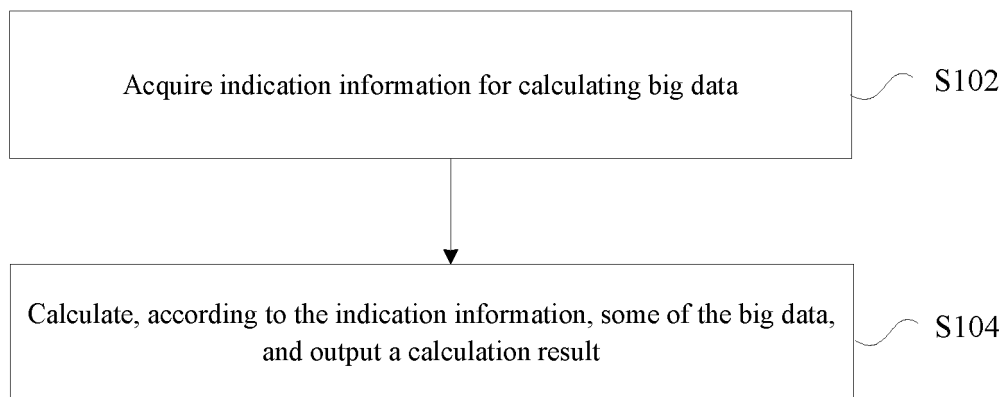 Acquire indication information for calculating big data
S102
Calculate, according to the indication information, some of the big data,
and output a calculation result
S104